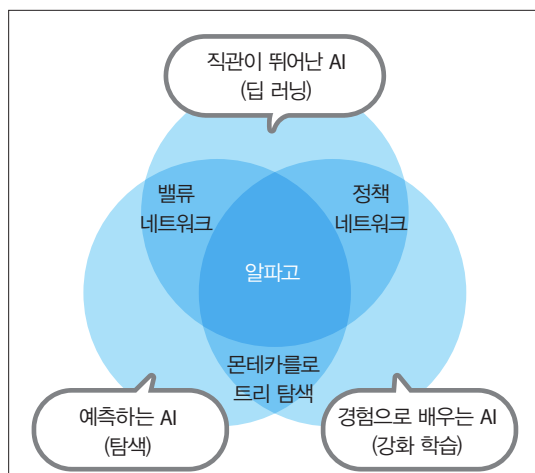 직관이 뛰어난 AI
(딥 러닝)
밸류
네트워크
정책
네트워크
알파고
몬테카를로
트리 탐색
예측하는 AI
(탐색)
경험으로 배우는 AI
(강화 학습)